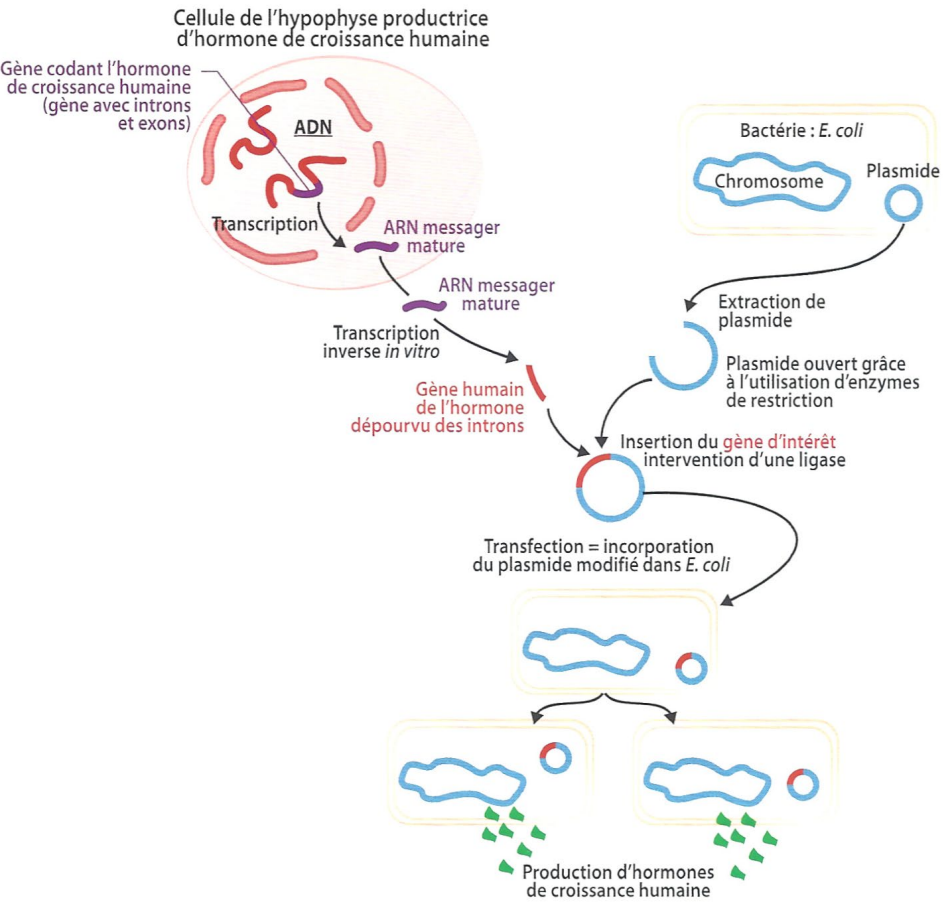 Cellule de l'hypophyse productrice
d'hormone de croissance humaine
Gène codant l'hormone
de croissance humaine
(gène avec introns
et exons)
ADN
Transcription
ARN messager
mature
ARN messager
mature
Transcription
inverse in vitro
Gène humain
de l'hormone
dépourvu des introns
Bactérie : E. coli
Chromosome
Plasmide
Extraction de
plasmide
Plasmide ouvert grâce
à l'utilisation d'enzymes
de restriction
Insertion du gène d'intérêt
intervention d'une ligase
Transfection = incorporation
du plasmide modifié dans E. coli
Production d'hormones
de croissance humaine